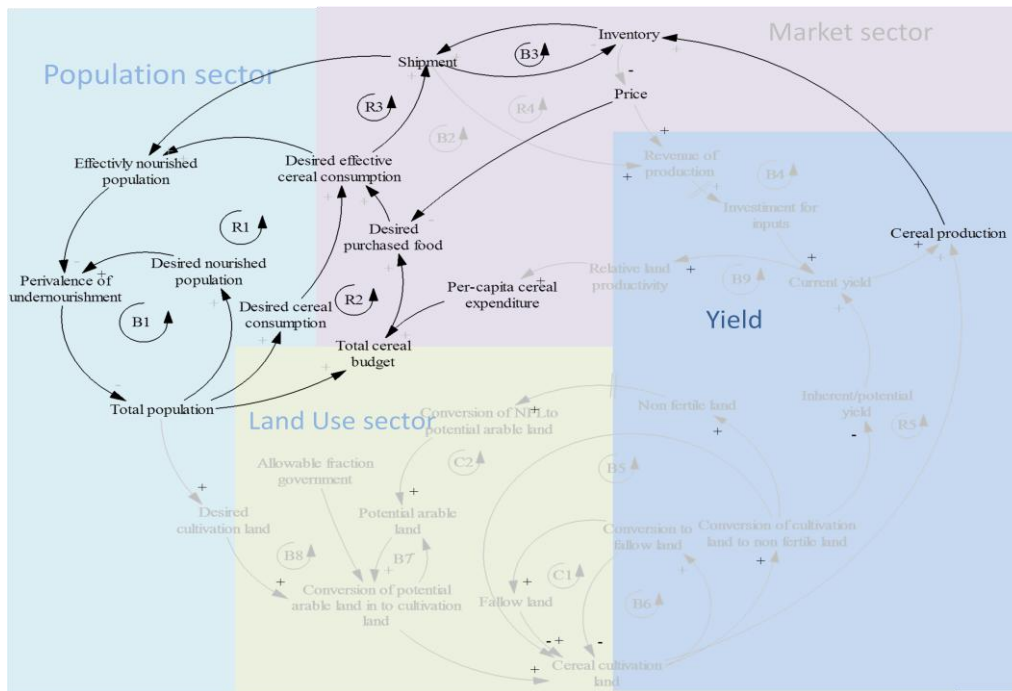 Market sector
Inventory
B3
Shipment
Population sector
Price
R3
R4
B2
Effectivly nourished
population
Desired effective
cereal consumption
Revenue of
production
B4
Investiment for
inputs
R1
Desired
purchased food
Cereal production
Perivalence of
undernourishment
Desired nourished
population
Relative land
productivity
B9
Current yield
Per-capita cereal
expenditure
B1
Desired cereal
consumption
R2
Yield
Total cereal
budget
Total population
Land Use sector
Conversion of NFLto
potential arable land
Non fertile land
Inherent/potential
yield
R5
Allowable fraction
government
C2
B5
Desired
cultivation land
Potential arable
land
Conversion to
fallow land
Conversion of cultivation
land to non fertile land
B8
B7
Conversion of potential
arable land in to cultivation
land
C1
Fallow land
B6
Cereal cultivation
land